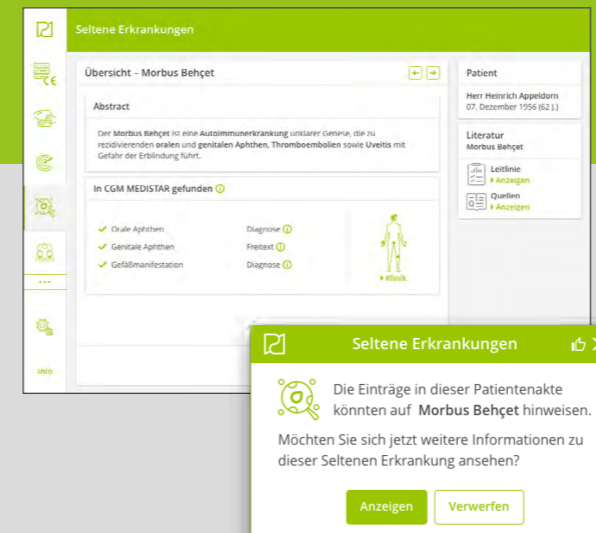 Seltene Erkrankungen
CE
Übersicht – Morbus Behçet
Abstract
Der Morbus Behçet ist eine Autoimmunerkrankung unklarer Genese, die zu
rezidivierenden oralen und genitalen Aphthen, Thromboembolien sowie Uveitis mit
Gefahr der Erblindung führt.
In CGM MEDISTAR gefunden
Orale Aphthen Diagnose
Genitale Aphthen Freitext
Gefäßmanifestation Diagnose
Klinik
Patient
Herr Heinrich Appeldorn
07. Dezember 1956 (62 J.)
Literatur
Morbus Behçet
Leitlinie
Anzeigen
Quellen
Anzeigen
INFO
Seltene Erkrankungen
Die Einträge in dieser Patientenakte
könnten auf Morbus Behçet hinweisen.
Möchten Sie sich jetzt weitere Informationen zu
dieser Seltenen Erkrankung ansehen?
Anzeigen Verwerfen